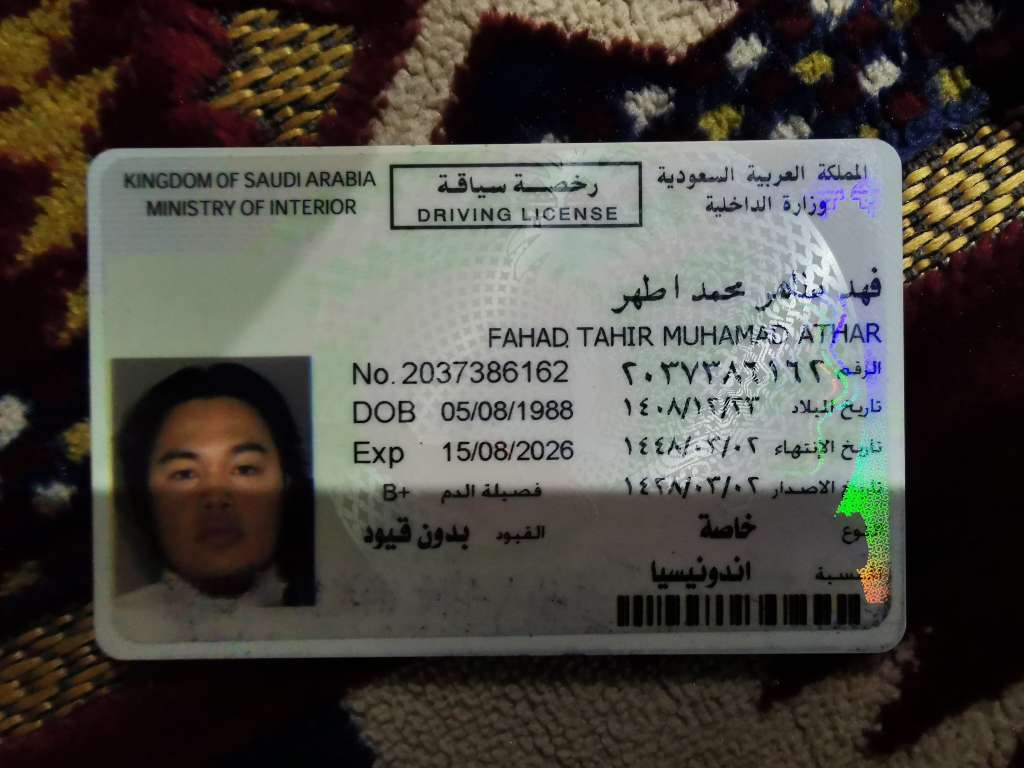 KINGDOM OF SAUDI ARABIA
MINISTRY OF INTERIOR
رخصة سياقة
DRIVING LICENSE
المملكة العربية السعودية
وزارة الداخلية
فهد طاهر محمد اطهر
FAHAD TAHIR MUHAMAD ATHAR
No. 2037386162
الرقم ٢٠٣٧٣٨٦١٦٢
DOB 05/08/1988
تاريخ الميلاد ١٤٠٨/١٢/٢٣
Exp 15/08/2026
تاريخ الإنتهاء ١٤٤٨/٠٣/٠٢
تاريخ الاصدار ١٤٣٨/٠٣/٠٢
فصيلة الدم B+
خاصة
القيود بدون قيود
اندونيسيا